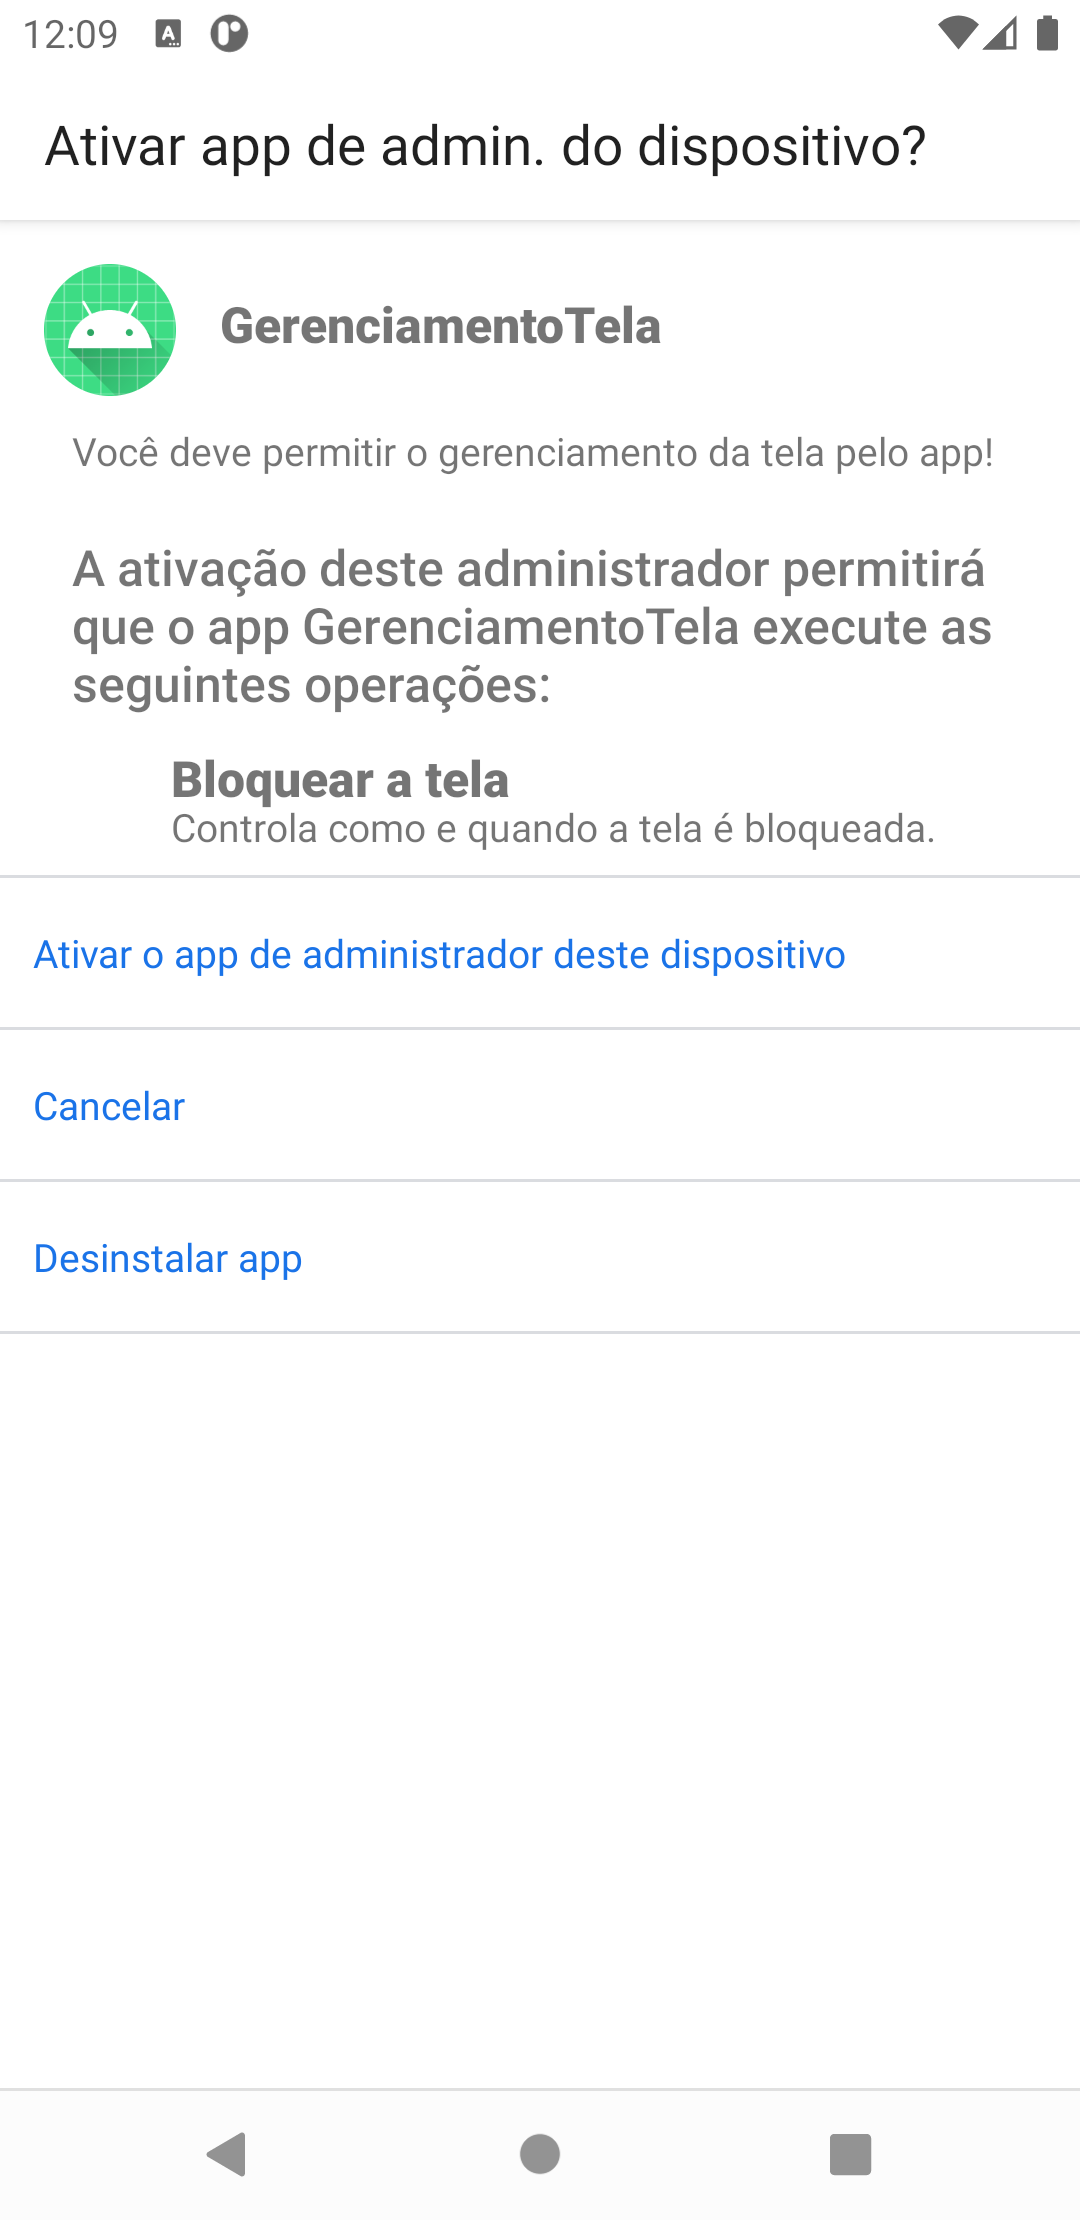 12:09
Ativar app de admin. do dispositivo?
GerenciamentoTela
Você deve permitir o gerenciamento da tela pelo app!
A ativação deste administrador permitirá
que o app GerenciamentoTela execute as
seguintes operações:
Bloquear a tela
Controla como e quando a tela é bloqueada.
Ativar o app de administrador deste dispositivo
Cancelar
Desinstalar app